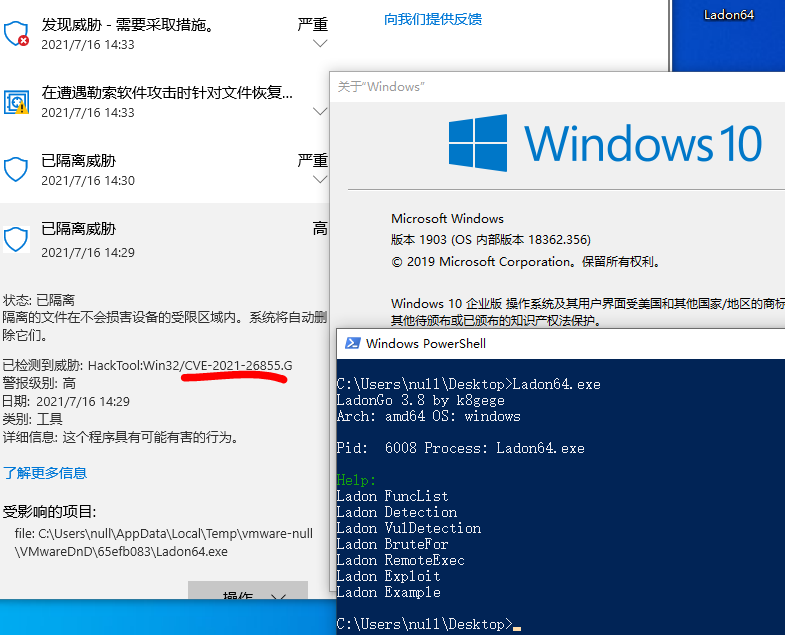 发现威胁 - 需要采取措施。
严重
2021/7/16 14:33
在遭遇勒索软件攻击时针对文件恢复...
2021/7/16 14:33
已隔离威胁
严重
2021/7/16 14:30
已隔离威胁
高
2021/7/16 14:29
状态: 已隔离
隔离的文件在不会损害设备的受限区域内。系统将自动删
除它们。
已检测到威胁: HackTool:Win32/CVE-2021-26855.G
警报级别: 高
日期: 2021/7/16 14:29
类别: 工具
详细信息: 这个程序具有可能有害的行为。
了解更多信息
受影响的项目:
file: C:\Users\null\AppData\Local\Temp\vmware-null
\VMwareDnD\65efb083\Ladon64.exe
操作
向我们提供反馈
Ladon64
关于"Windows"
Windows 10
Microsoft Windows
版本 1903 (OS 内部版本 18362.356)
© 2019 Microsoft Corporation。保留所有权利。
Windows 10 企业版 操作系统及其用户界面受美国和其他国家/地区的商标
其他待颁布或已颁布的知识产权法保护。
Windows PowerShell
C:\Users\null\Desktop>Ladon64.exe
LadonGo 3.8 by k8gege
Arch: amd64 OS: windows
Pid:  6008 Process: Ladon64.exe
Help:
Ladon FuncList
Ladon Detection
Ladon VulDetection
Ladon BruteFor
Ladon RemoteExec
Ladon Exploit
Ladon Example
C:\Users\null\Desktop>